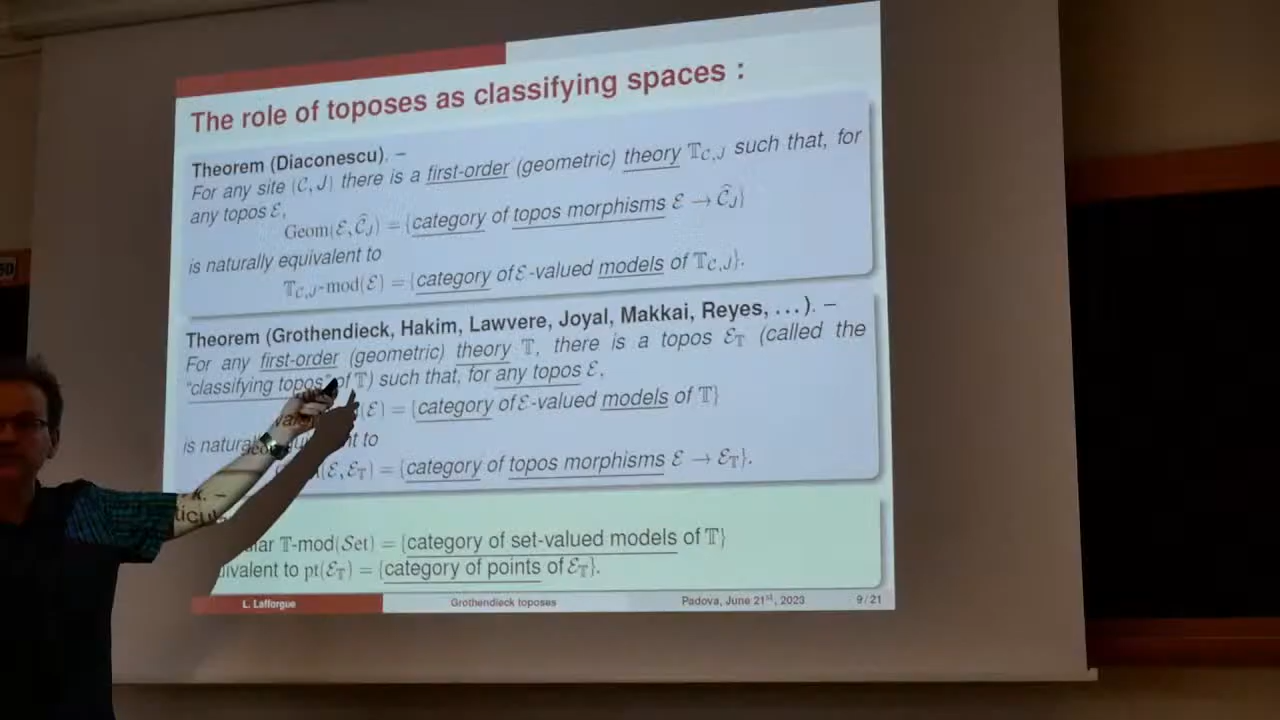 The role of toposes as classifying spaces :
Theorem (Diaconescu). –
For any site (C, J) there is a first-order (geometric) theory 𝕋_{C,J} such that, for
any topos ℰ,
Geom(ℰ, Ĉ_J) = {category of topos morphisms ℰ → Ĉ_J}
is naturally equivalent to
𝕋_{C,J}-mod(ℰ) = {category of ℰ-valued models of 𝕋_{C,J}}.
Theorem (Grothendieck, Hakim, Lawvere, Joyal, Makkai, Reyes, …). –
For any first-order (geometric) theory 𝕋, there is a topos ℰ_𝕋 (called the
"classifying topos" of 𝕋) such that, for any topos ℰ,
(ℰ) = {category of ℰ-valued models of 𝕋}
is to
(ℰ, ℰ_𝕋) = {category of topos morphisms ℰ → ℰ_𝕋}.
𝕋-mod(Set) = {category of set-valued models of 𝕋}
to pt(ℰ_𝕋) = {category of points of ℰ_𝕋}.
L. Lafforgue Grothendieck toposes Padova, June 21st, 2023 9 / 21